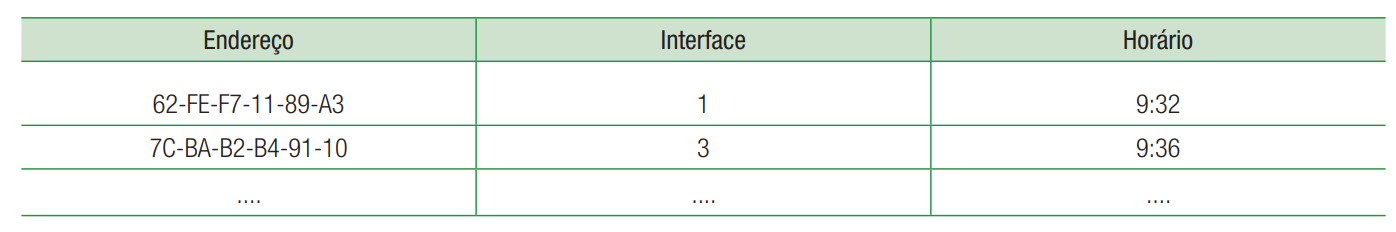 Endereço Interface Horário
62-FE-F7-11-89-A3 1 9:32
7C-BA-B2-B4-91-10 3 9:36
.... .... ....